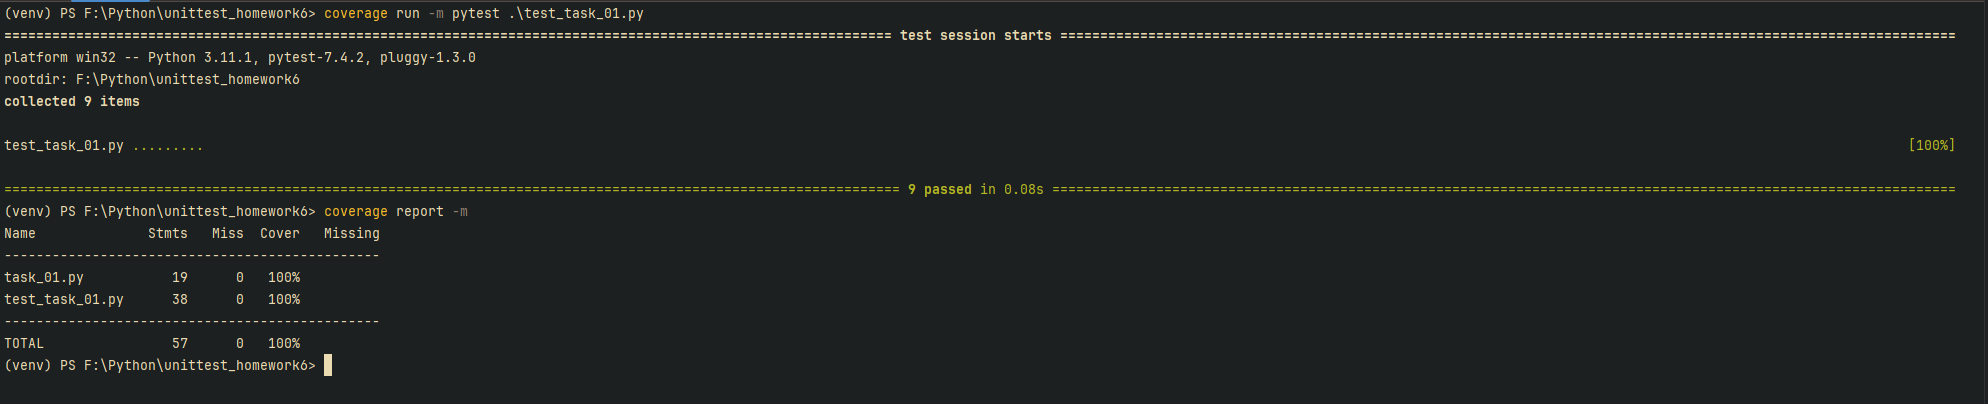 (venv) PS F:\Python\unittest_homework6> coverage run -m pytest .\test_task_01.py
=============================================================================================================== test session starts ================================================================================================================
platform win32 -- Python 3.11.1, pytest-7.4.2, pluggy-1.3.0
rootdir: F:\Python\unittest_homework6
collected 9 items
test_task_01.py ......... [100%]
================================================================================================================ 9 passed in 0.08s =================================================================================================================
(venv) PS F:\Python\unittest_homework6> coverage report -m
Name              Stmts   Miss  Cover   Missing
-----------------------------------------------
task_01.py           19      0   100%
test_task_01.py      38      0   100%
-----------------------------------------------
TOTAL                57      0   100%
(venv) PS F:\Python\unittest_homework6>